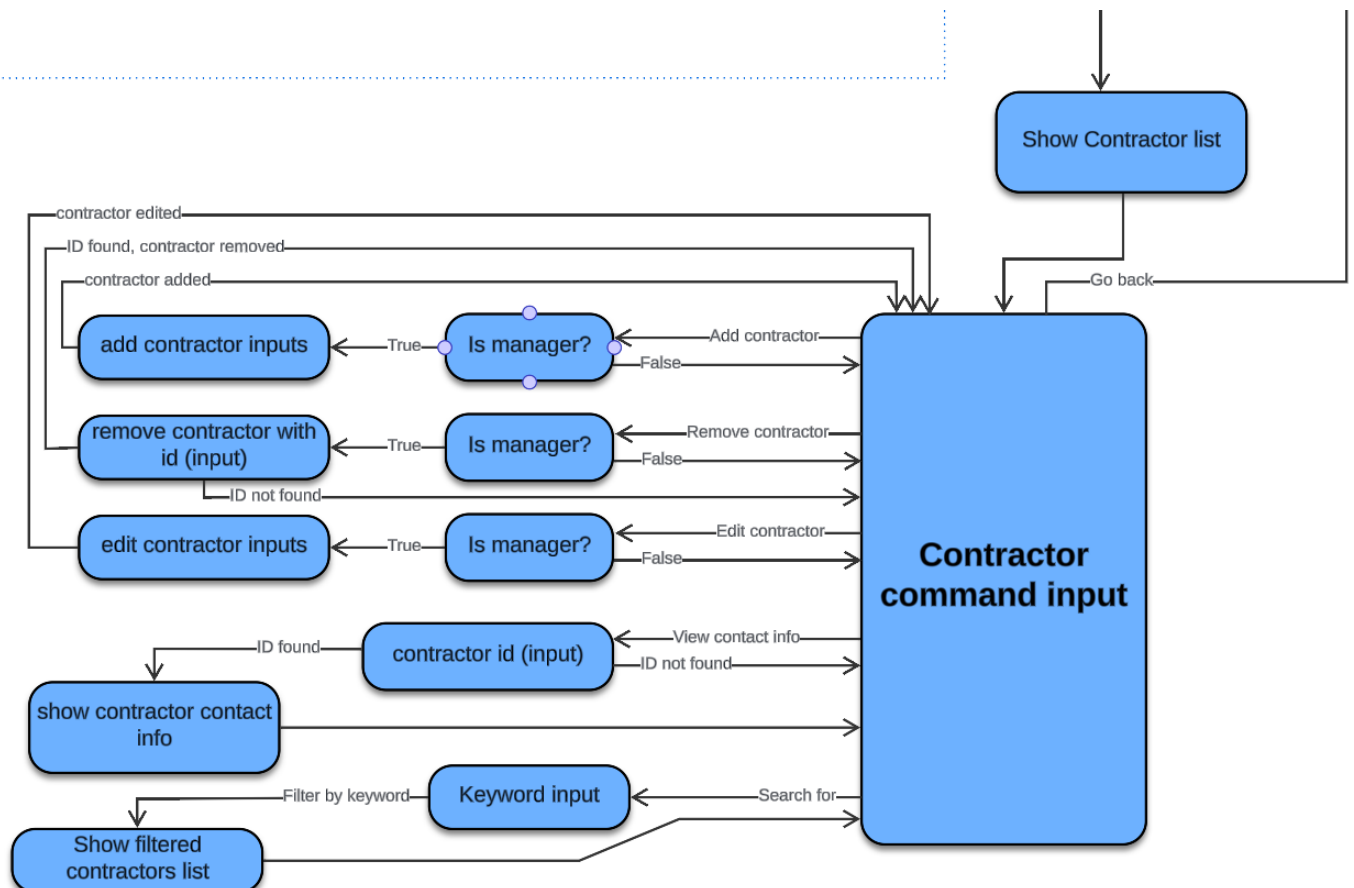 Show Contractor list
contractor edited
ID found, contractor removed
contractor added
Go back
add contractor inputs
True
Is manager?
Add contractor
False
remove contractor with
id (input)
True
Is manager?
Remove contractor
False
ID not found
edit contractor inputs
True
Is manager?
Edit contractor
False
Contractor
command input
ID found
contractor id (input)
View contact info
ID not found
show contractor contact
info
Filter by keyword
Keyword input
Search for
Show filtered
contractors list